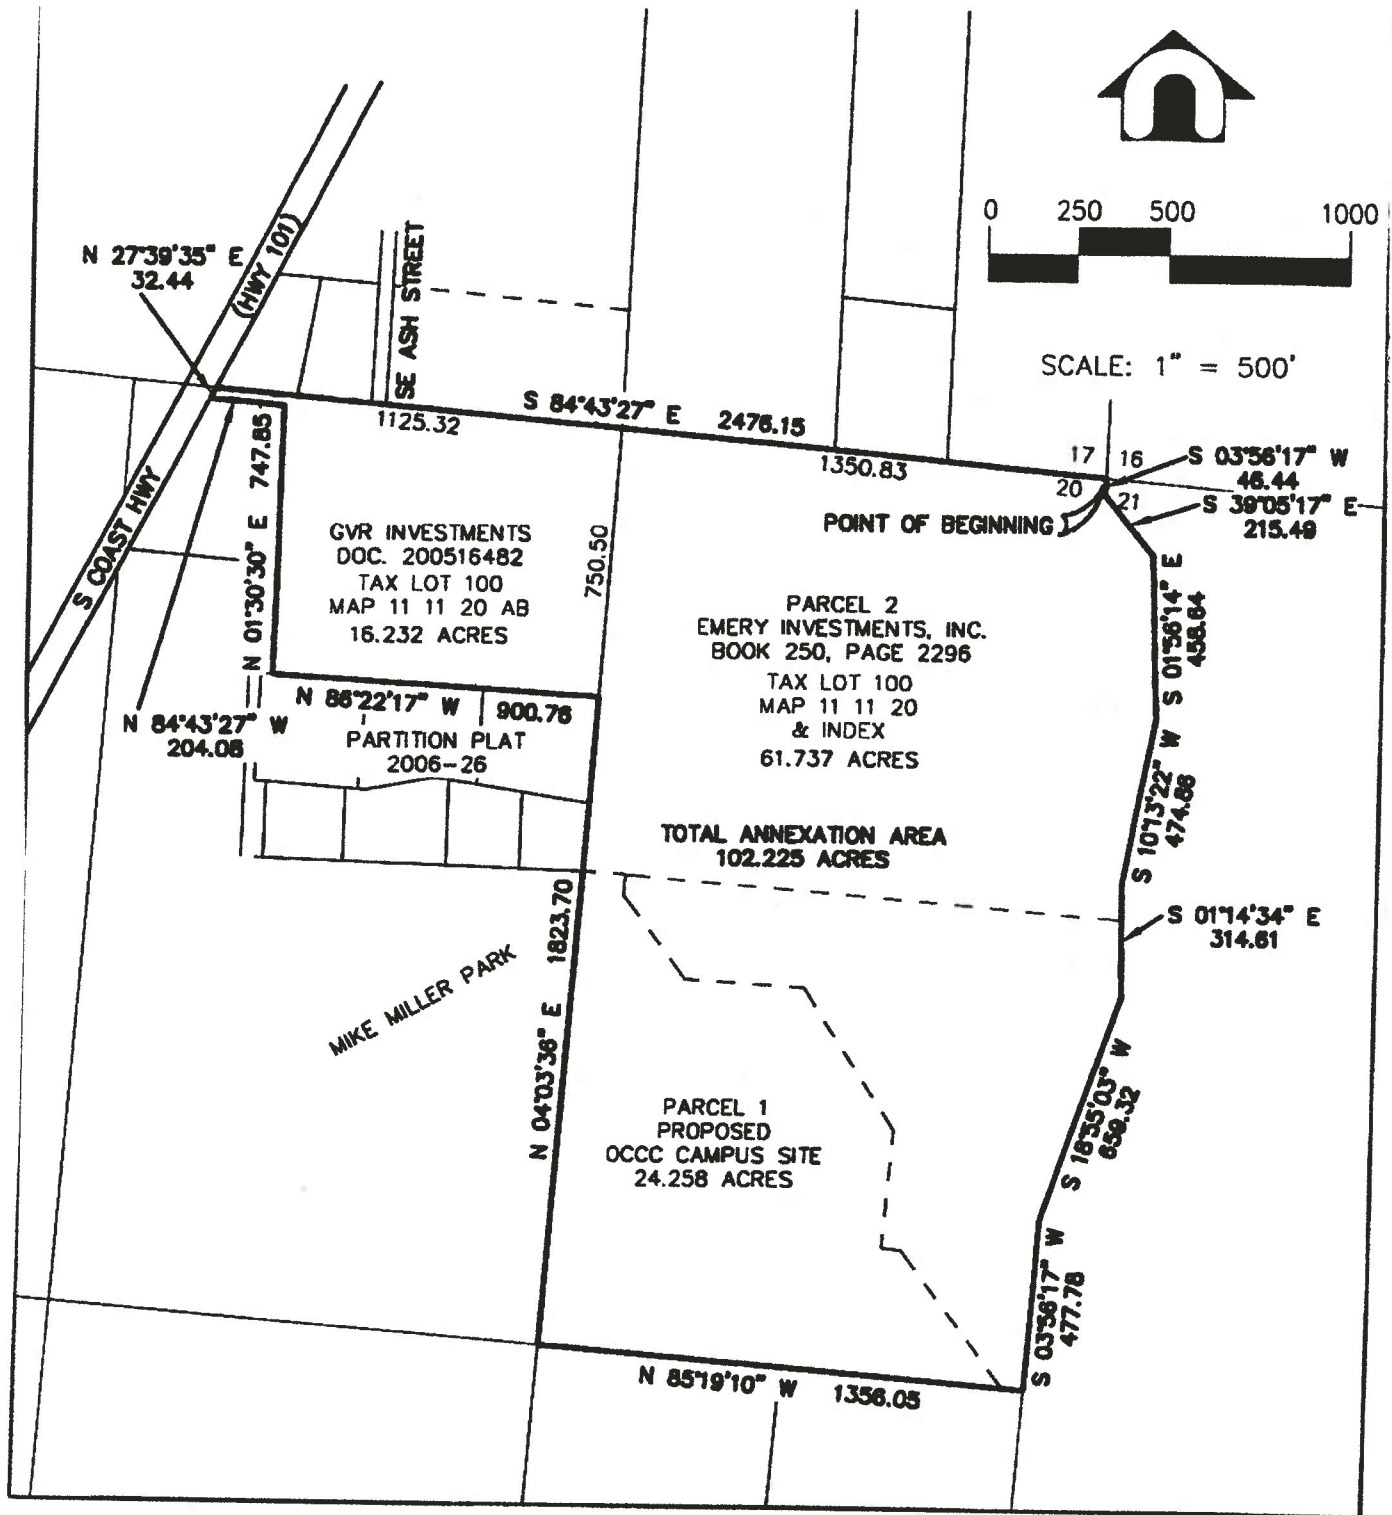 0 250 500 1000
SCALE: 1" = 500'
N 27°39'35" E
32.44
(HWY 101)
S COAST HWY
SE ASH STREET
S 84°43'27" E 2476.15
1125.32
1350.83
17 16
20 21
S 03°56'17" W
46.44
S 39°05'17" E
215.49
POINT OF BEGINNING
N 01°30'30" E 747.85
GVR INVESTMENTS
DOC. 200516482
TAX LOT 100
MAP 11 11 20 AB
16.232 ACRES
750.50
PARCEL 2
EMERY INVESTMENTS, INC.
BOOK 250, PAGE 2296
TAX LOT 100
MAP 11 11 20
& INDEX
61.737 ACRES
S 01°56'14" E
458.64
N 86°22'17" W 900.76
N 84°43'27" W
204.08
PARTITION PLAT
2006-26
S 10°13'22" W
474.86
TOTAL ANNEXATION AREA
102.225 ACRES
S 01°14'34" E
314.61
N 04°03'36" E 1823.70
MIKE MILLER PARK
S 18°55'03" W
659.32
PARCEL 1
PROPOSED
OCCC CAMPUS SITE
24.258 ACRES
S 03°56'17" W
477.78
N 85°19'10" W 1356.05